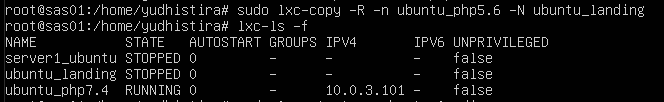 root@sas01:/home/yudhistira# sudo lxc-copy -R -n ubuntu_php5.6 -N ubuntu_landing
root@sas01:/home/yudhistira# lxc-ls -f
NAME STATE AUTOSTART GROUPS IPV4 IPV6 UNPRIVILEGED
server1_ubuntu STOPPED 0 - - - false
ubuntu_landing STOPPED 0 - - - false
ubuntu_php7.4 RUNNING 0 - 10.0.3.101 - false